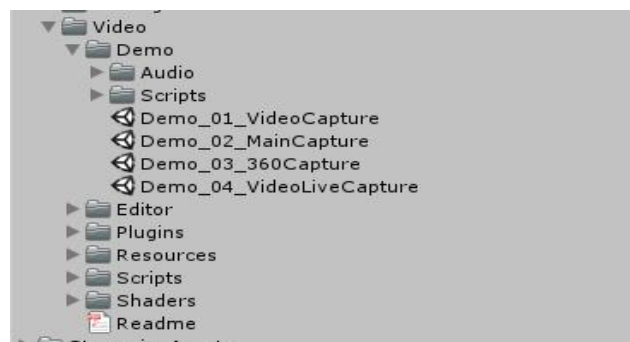 Video
Demo
Audio
Scripts
Demo_01_VideoCapture
Demo_02_MainCapture
Demo_03_360Capture
Demo_04_VideoLiveCapture
Editor
Plugins
Resources
Scripts
Shaders
Readme